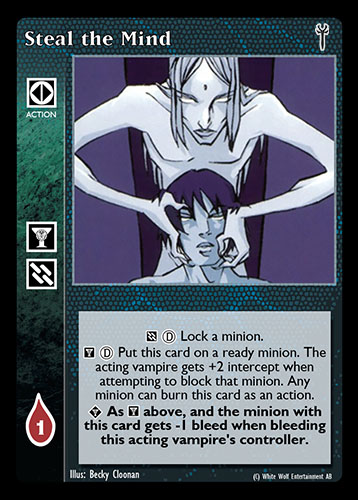 Steal the Mind
ACTION
Ⓓ Lock a minion.
Ⓓ Put this card on a ready minion. The
acting vampire gets +2 intercept when
attempting to block that minion. Any
minion can burn this card as an action.
As above, and the minion with
this card gets -1 bleed when bleeding
this acting vampire's controller.
1
Illus: Becky Cloonan
(C) White Wolf Entertainment AB